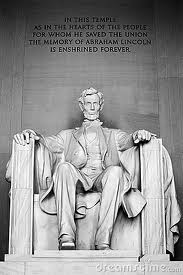 IN THIS TEMPLE
AS IN THE HEARTS OF THE PEOPLE
FOR WHOM HE SAVED THE UNION
THE MEMORY OF ABRAHAM LINCOLN
IS ENSHRINED FOREVER
dreamstime